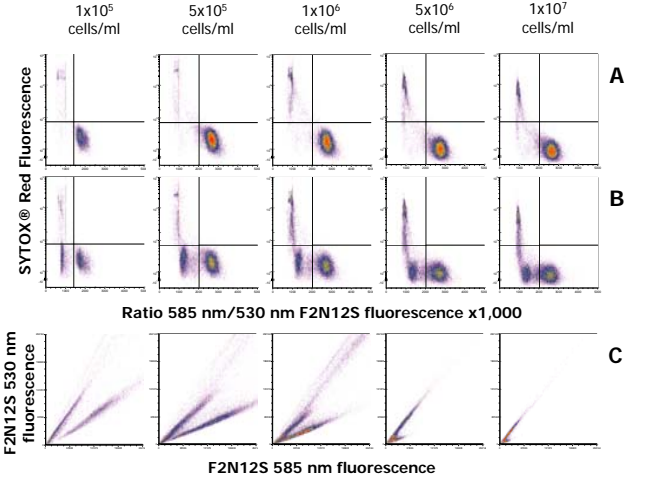 1x10⁵ 5x10⁵ 1x10⁶ 5x10⁶ 1x10⁷
cells/ml cells/ml cells/ml cells/ml cells/ml
A
SYTOX® Red Fluorescence
B
Ratio 585 nm/530 nm F2N12S fluorescence x1,000
C
F2N12S 530 nm
fluorescence
F2N12S 585 nm fluorescence